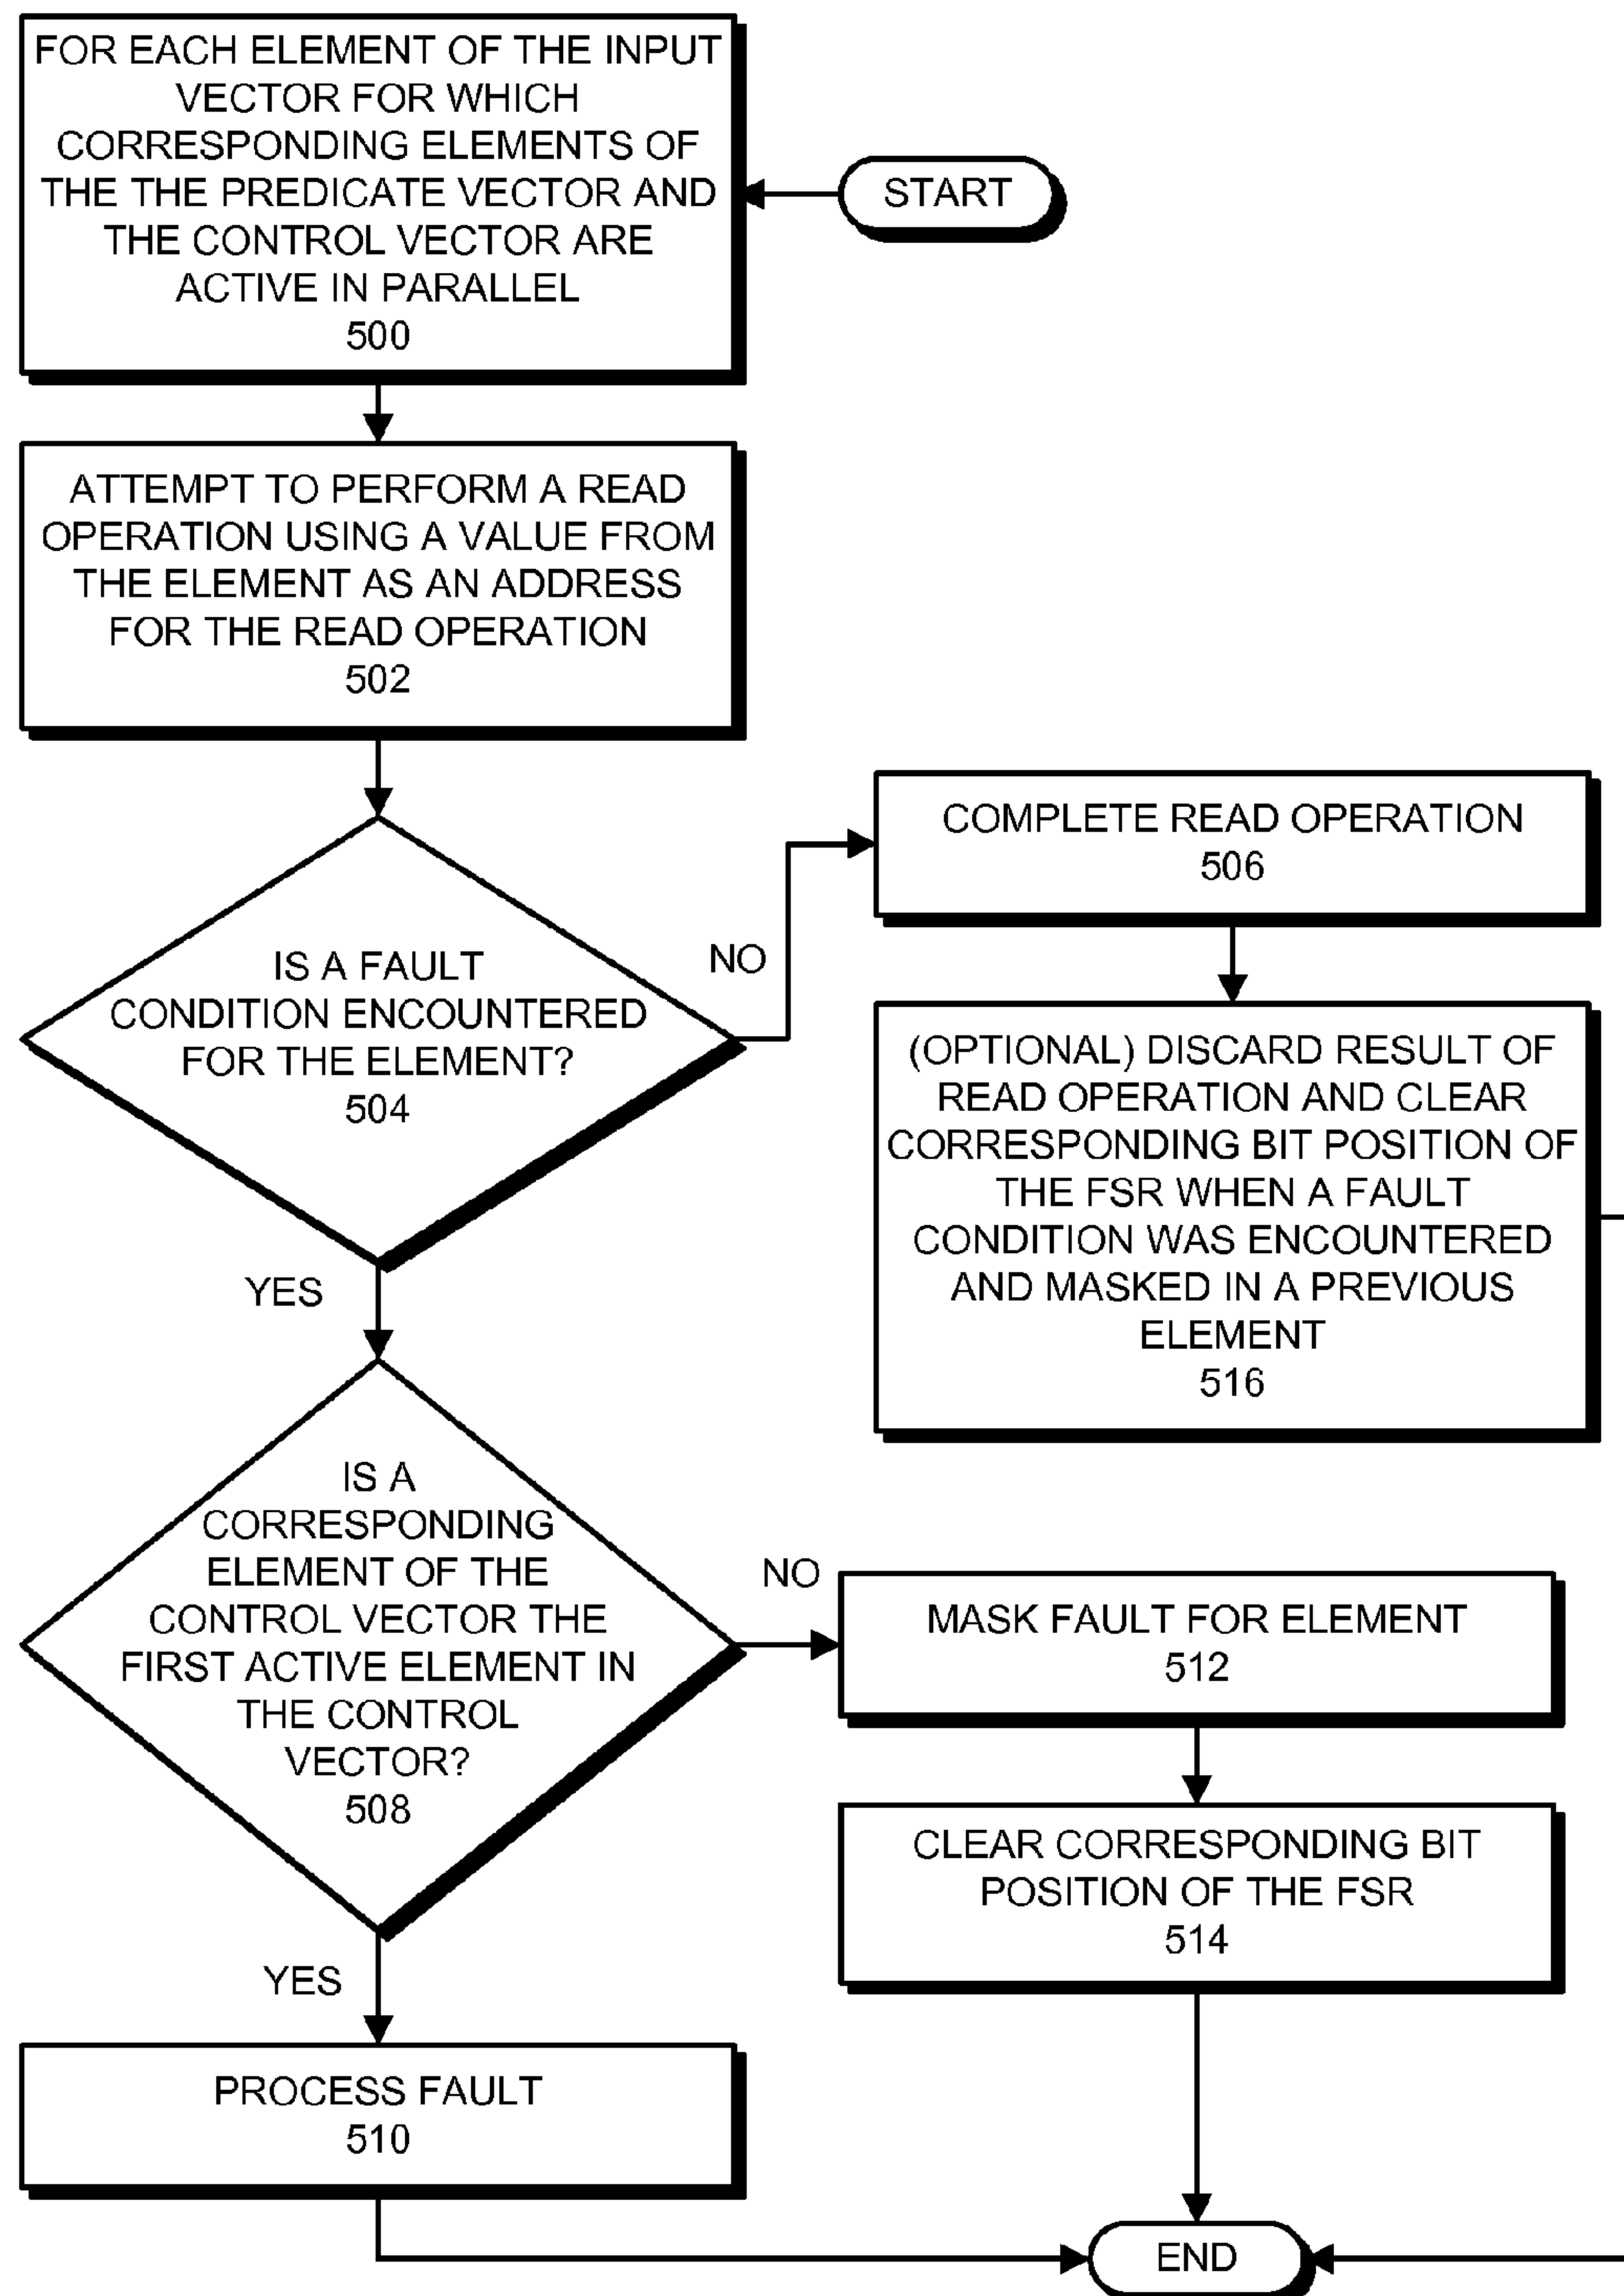 FOR EACH ELEMENT OF THE INPUT
VECTOR FOR WHICH
CORRESPONDING ELEMENTS OF
THE THE PREDICATE VECTOR AND
THE CONTROL VECTOR ARE
ACTIVE IN PARALLEL
500
START
ATTEMPT TO PERFORM A READ
OPERATION USING A VALUE FROM
THE ELEMENT AS AN ADDRESS
FOR THE READ OPERATION
502
IS A FAULT
CONDITION ENCOUNTERED
FOR THE ELEMENT?
504
NO
COMPLETE READ OPERATION
506
(OPTIONAL) DISCARD RESULT OF
READ OPERATION AND CLEAR
CORRESPONDING BIT POSITION OF
THE FSR WHEN A FAULT
CONDITION WAS ENCOUNTERED
AND MASKED IN A PREVIOUS
ELEMENT
516
YES
IS A
CORRESPONDING
ELEMENT OF THE
CONTROL VECTOR THE
FIRST ACTIVE ELEMENT IN
THE CONTROL
VECTOR?
508
NO
MASK FAULT FOR ELEMENT
512
CLEAR CORRESPONDING BIT
POSITION OF THE FSR
514
YES
PROCESS FAULT
510
END